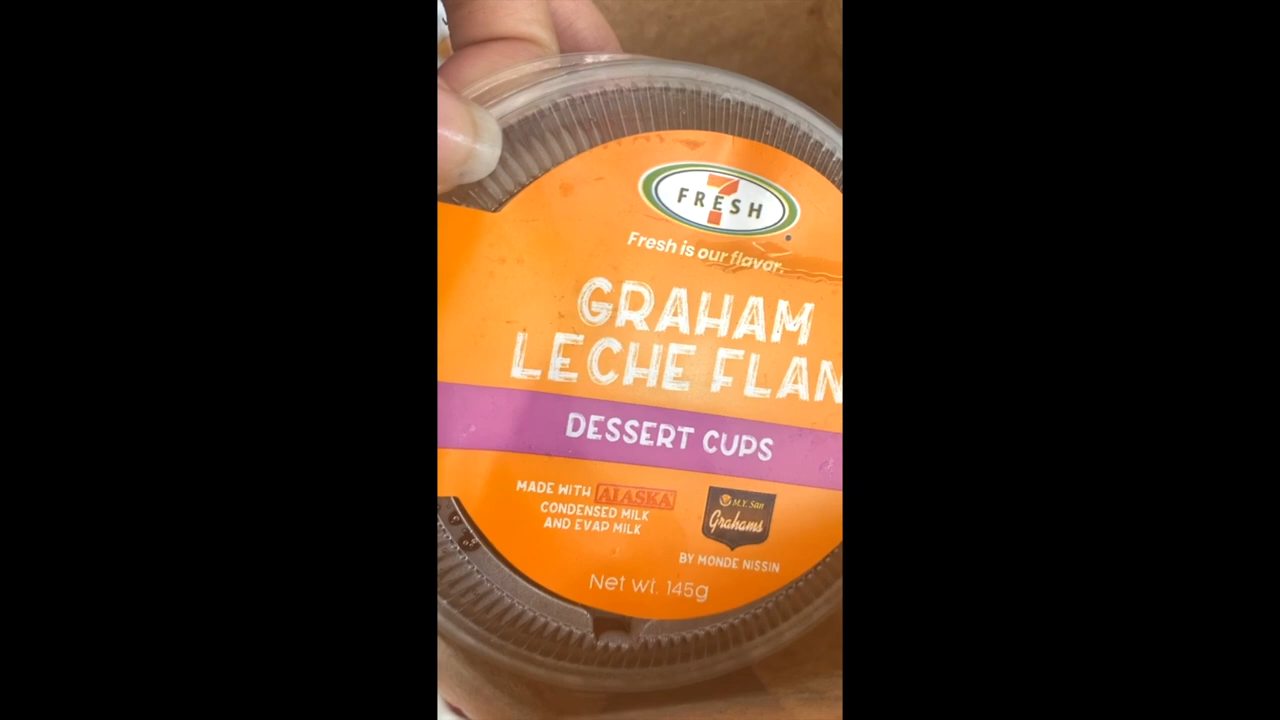 7
FRESH
Fresh is our flavor.
GRAHAM
LECHE FLAN
DESSERT CUPS
MADE WITH ALASKA
CONDENSED MILK
AND EVAP MILK
M.Y. San
Grahams
BY MONDE NISSIN
Net wt. 145g